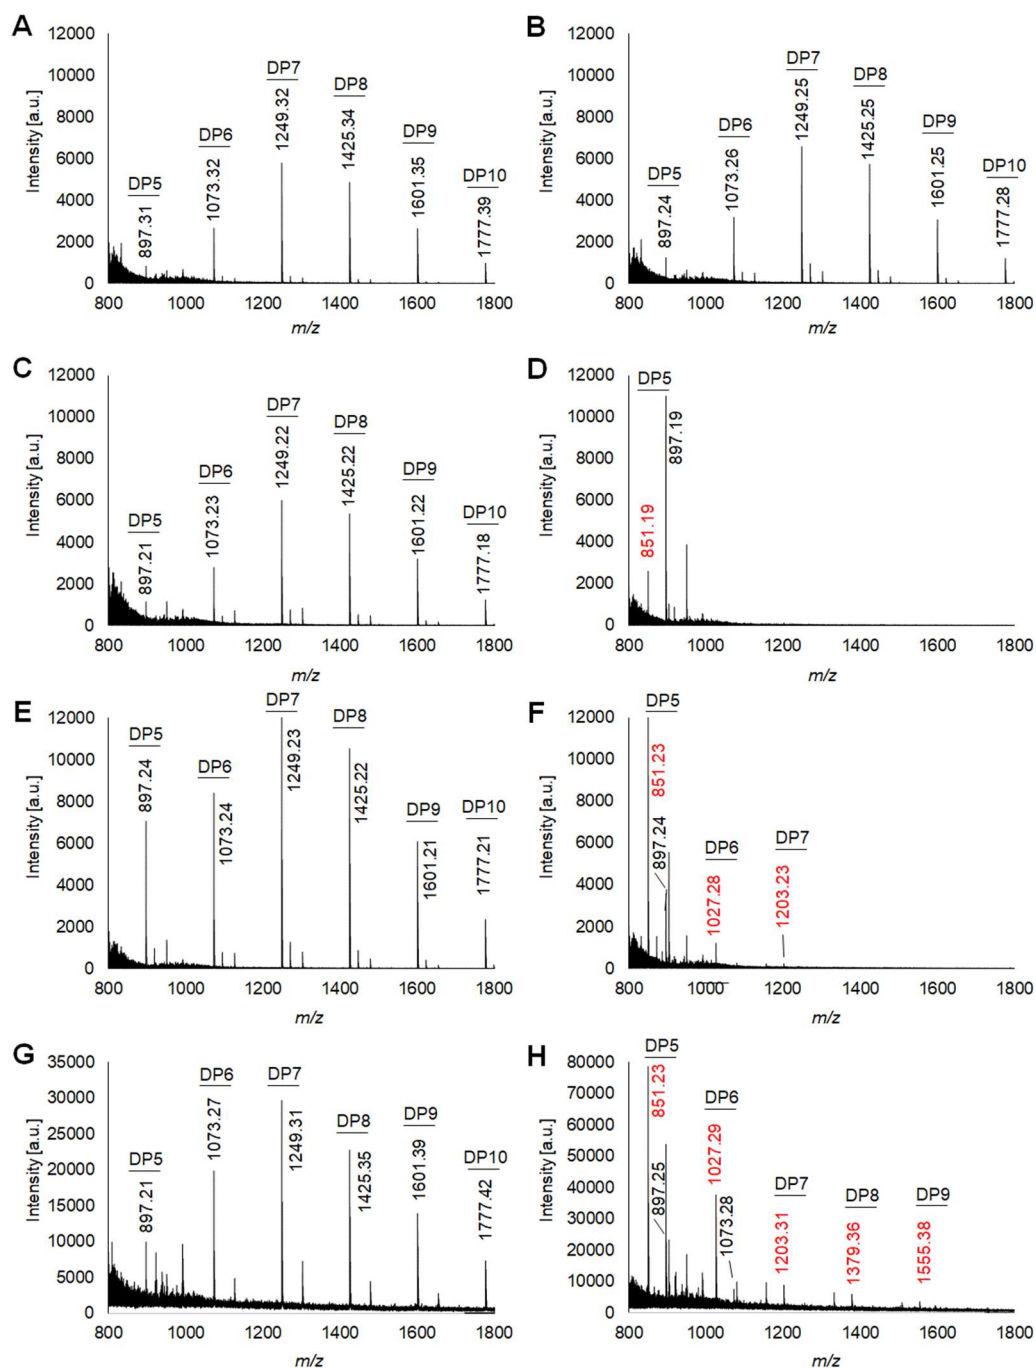 A
Intensity [a.u.]
12000
10000
8000
6000
4000
2000
0
800
1000
1200
1400
1600
1800
m/z
DP5
897.31
DP6
1073.32
DP7
1249.32
DP8
1425.34
DP9
1601.35
DP10
1777.39
B
Intensity [a.u.]
12000
10000
8000
6000
4000
2000
0
800
1000
1200
1400
1600
1800
m/z
DP5
897.24
DP6
1073.26
DP7
1249.25
DP8
1425.25
DP9
1601.25
DP10
1777.28
C
Intensity [a.u.]
12000
10000
8000
6000
4000
2000
0
800
1000
1200
1400
1600
1800
m/z
DP5
897.21
DP6
1073.23
DP7
1249.22
DP8
1425.22
DP9
1601.22
DP10
1777.18
D
Intensity [a.u.]
12000
10000
8000
6000
4000
2000
0
800
1000
1200
1400
1600
1800
m/z
DP5
851.19
897.19
E
Intensity [a.u.]
12000
10000
8000
6000
4000
2000
0
800
1000
1200
1400
1600
1800
m/z
DP5
897.24
DP6
1073.24
DP7
1249.23
DP8
1425.22
DP9
1601.21
DP10
1777.21
F
Intensity [a.u.]
12000
10000
8000
6000
4000
2000
0
800
1000
1200
1400
1600
1800
m/z
DP5
851.23
897.24
DP6
1027.28
DP7
1203.23
G
Intensity [a.u.]
35000
30000
25000
20000
15000
10000
5000
0
800
1000
1200
1400
1600
1800
m/z
DP5
897.21
DP6
1073.27
DP7
1249.31
DP8
1425.35
DP9
1601.39
DP10
1777.42
H
Intensity [a.u.]
80000
70000
60000
50000
40000
30000
20000
10000
0
800
1000
1200
1400
1600
1800
m/z
DP5
851.23
897.25
DP6
1027.29
1073.28
DP7
1203.31
DP8
1379.36
DP9
1555.38